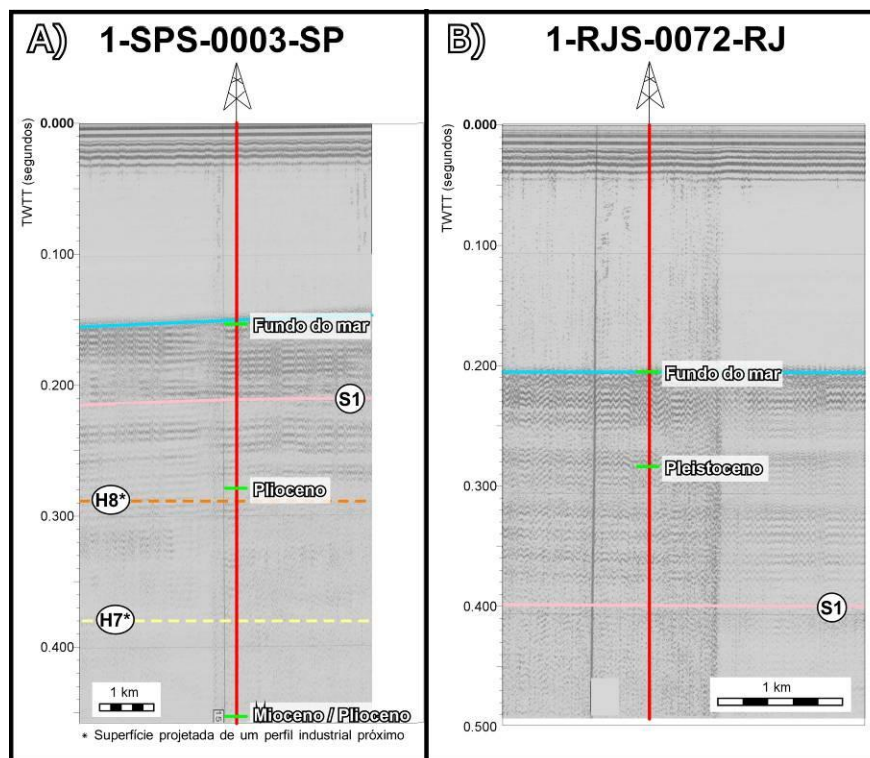 A) 1-SPS-0003-SP
TWTT (segundos)
0.000
0.100
0.200
0.300
0.400
Fundo do mar
S1
Plioceno
H8*
H7*
Mioceno / Plioceno
1 km
* Superfície projetada de um perfil industrial próximo
B) 1-RJS-0072-RJ
TWTT (segundos)
0.000
0.100
0.200
0.300
0.400
0.500
Fundo do mar
Pleistoceno
S1
1 km